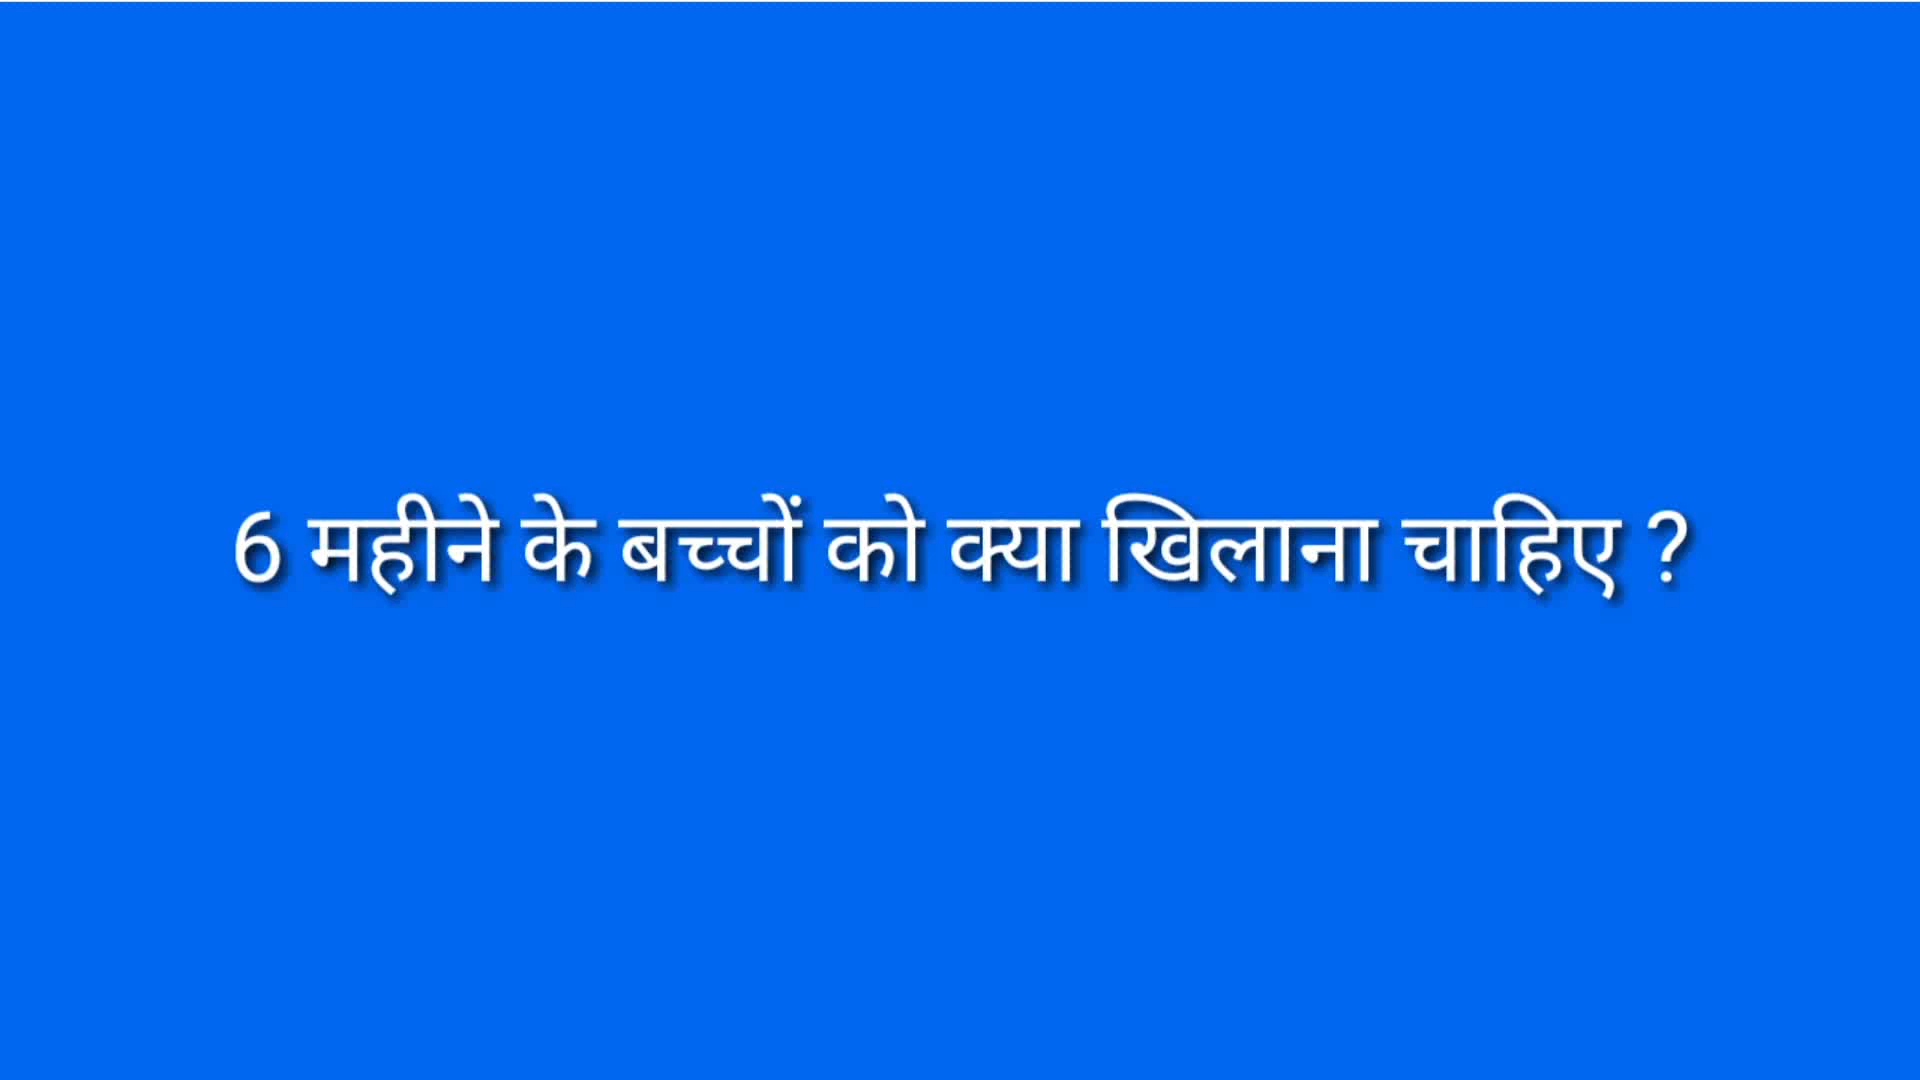 6 महीने के बच्चों को क्या खिलाना चाहिए ?